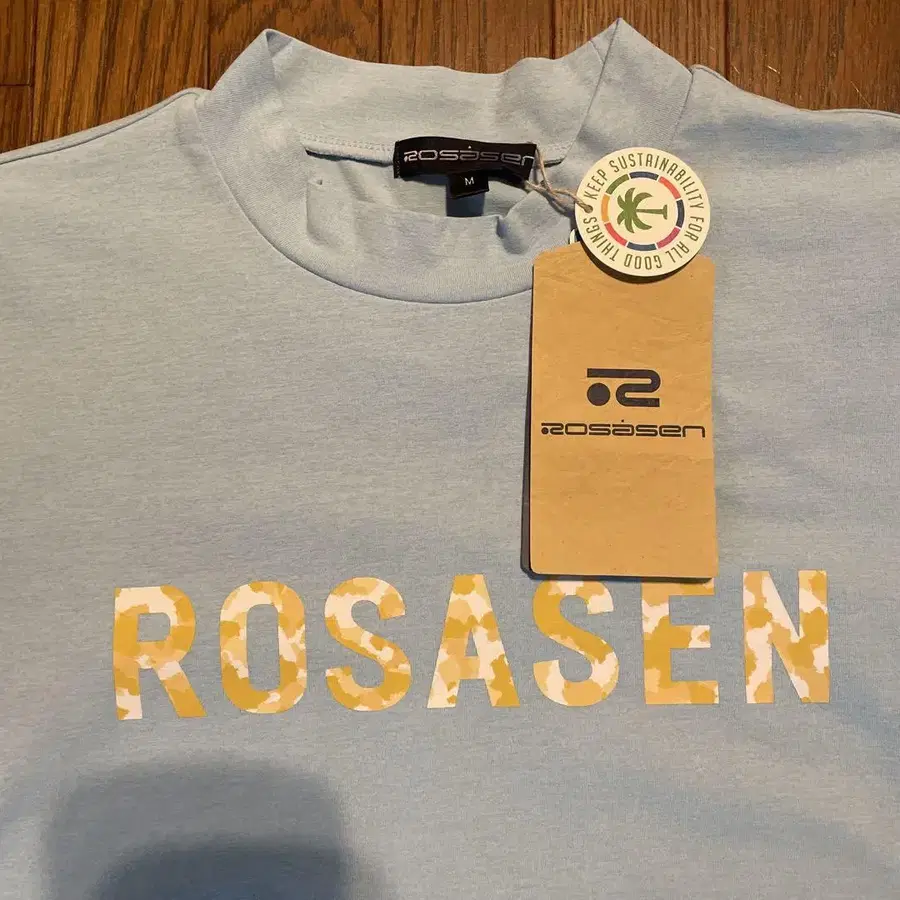 ROSASEN
M
KEEP SUSTAINABILITY FOR ALL GOOD THINGS
R
ROSASEN
ROSASEN